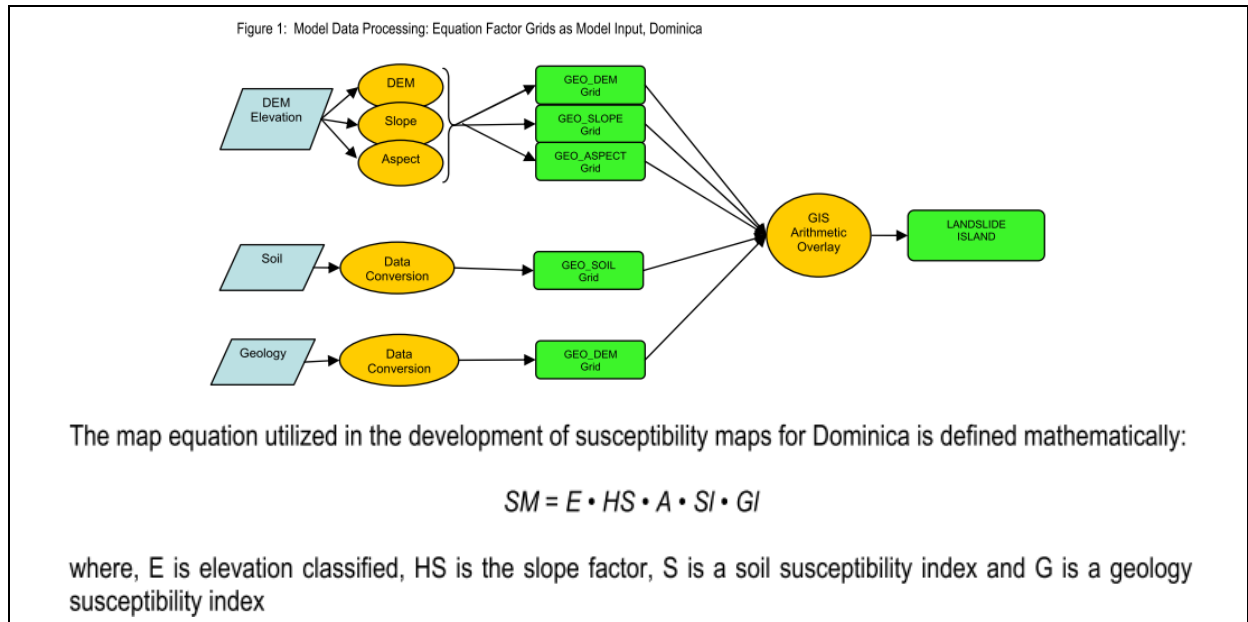 Figure 1: Model Data Processing: Equation Factor Grids as Model Input, Dominica
DEM
Elevation
DEM
Slope
Aspect
GEO_DEM
Grid
GEO_SLOPE
Grid
GEO_ASPECT
Grid
GIS
Arithmetic
Overlay
LANDSLIDE
ISLAND
Soil
Data
Conversion
GEO_SOIL
Grid
Geology
Data
Conversion
GEO_DEM
Grid
The map equation utilized in the development of susceptibility maps for Dominica is defined mathematically:
SM = E • HS • A • SI • GI
where, E is elevation classified, HS is the slope factor, S is a soil susceptibility index and G is a geology
susceptibility index